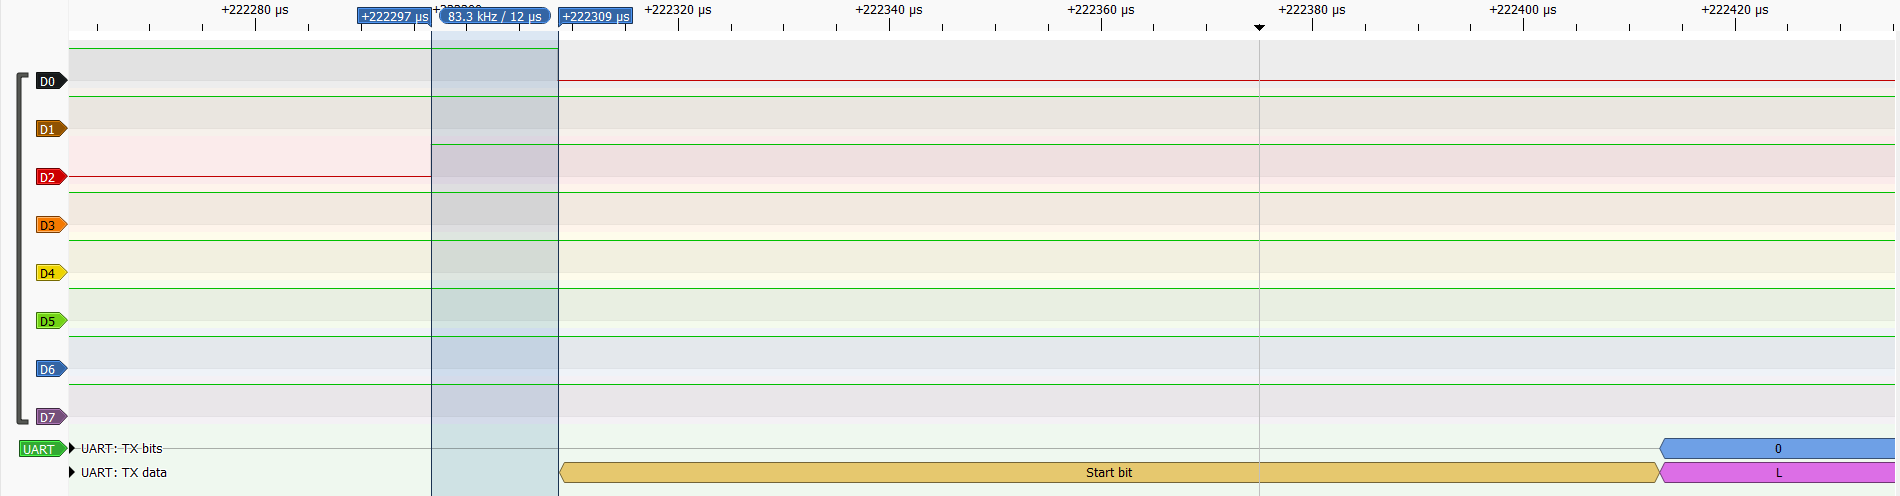 +222280 µs +222297 µs 83.3 kHz / 12 µs +222309 µs +222320 µs +222340 µs +222360 µs +222380 µs +222400 µs +222420 µs
D0
D1
D2
D3
D4
D5
D6
D7
UART UART: TX bits 0
UART: TX data Start bit L